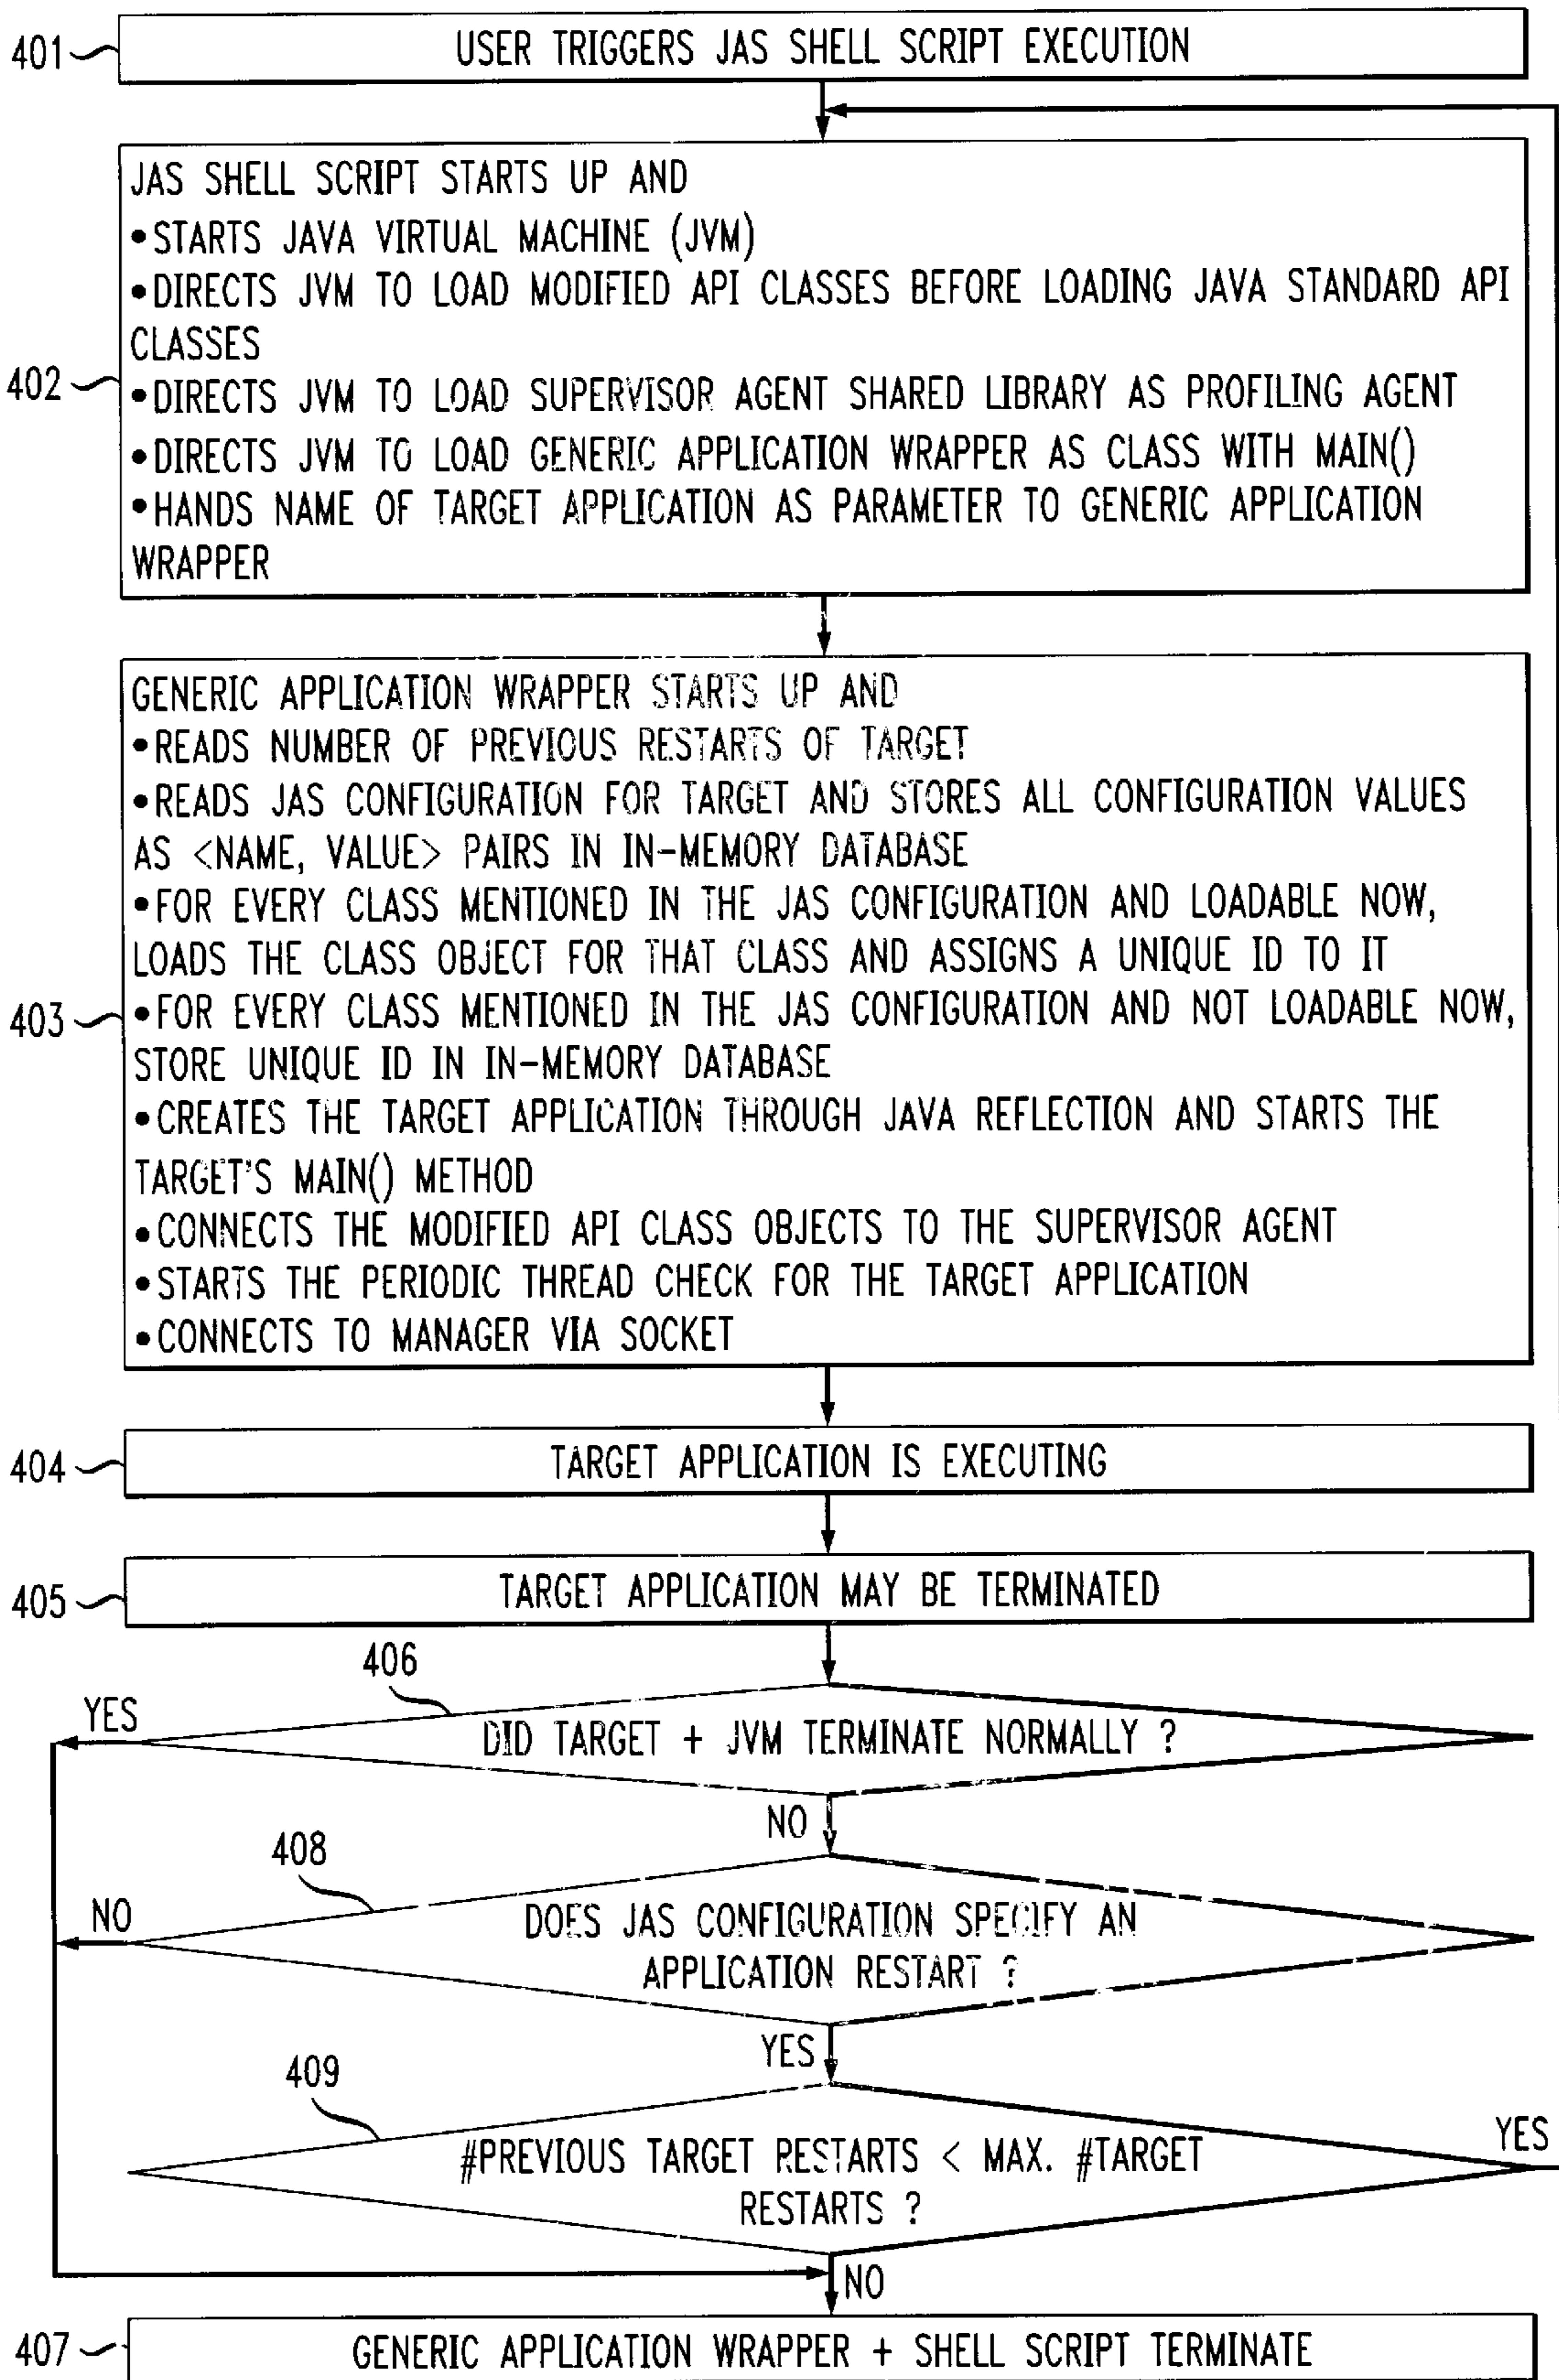 401
USER TRIGGERS JAS SHELL SCRIPT EXECUTION
JAS SHELL SCRIPT STARTS UP AND
•STARTS JAVA VIRTUAL MACHINE (JVM)
•DIRECTS JVM TO LOAD MODIFIED API CLASSES BEFORE LOADING JAVA STANDARD API
CLASSES
402
•DIRECTS JVM TO LOAD SUPERVISOR AGENT SHARED LIBRARY AS PROFILING AGENT
•DIRECTS JVM TO LOAD GENERIC APPLICATION WRAPPER AS CLASS WITH MAIN()
•HANDS NAME OF TARGET APPLICATION AS PARAMETER TO GENERIC APPLICATION
WRAPPER
GENERIC APPLICATION WRAPPER STARTS UP AND
•READS NUMBER OF PREVIOUS RESTARTS OF TARGET
•READS JAS CONFIGURATION FOR TARGET AND STORES ALL CONFIGURATION VALUES
AS <NAME, VALUE> PAIRS IN IN-MEMORY DATABASE
•FOR EVERY CLASS MENTIONED IN THE JAS CONFIGURATION AND LOADABLE NOW,
LOADS THE CLASS OBJECT FOR THAT CLASS AND ASSIGNS A UNIQUE ID TO IT
403
•FOR EVERY CLASS MENTIONED IN THE JAS CONFIGURATION AND NOT LOADABLE NOW,
STORE UNIQUE ID IN IN-MEMORY DATABASE
•CREATES THE TARGET APPLICATION THROUGH JAVA REFLECTION AND STARTS THE
TARGET'S MAIN() METHOD
•CONNECTS THE MODIFIED API CLASS OBJECTS TO THE SUPERVISOR AGENT
•STARTS THE PERIODIC THREAD CHECK FOR THE TARGET APPLICATION
•CONNECTS TO MANAGER VIA SOCKET
404
TARGET APPLICATION IS EXECUTING
405
TARGET APPLICATION MAY BE TERMINATED
406
YES
DID TARGET + JVM TERMINATE NORMALLY ?
NO
408
NO
DOES JAS CONFIGURATION SPECIFY AN
APPLICATION RESTART ?
YES
409
YES
#PREVIOUS TARGET RESTARTS < MAX. #TARGET
RESTARTS ?
NO
407
GENERIC APPLICATION WRAPPER + SHELL SCRIPT TERMINATE